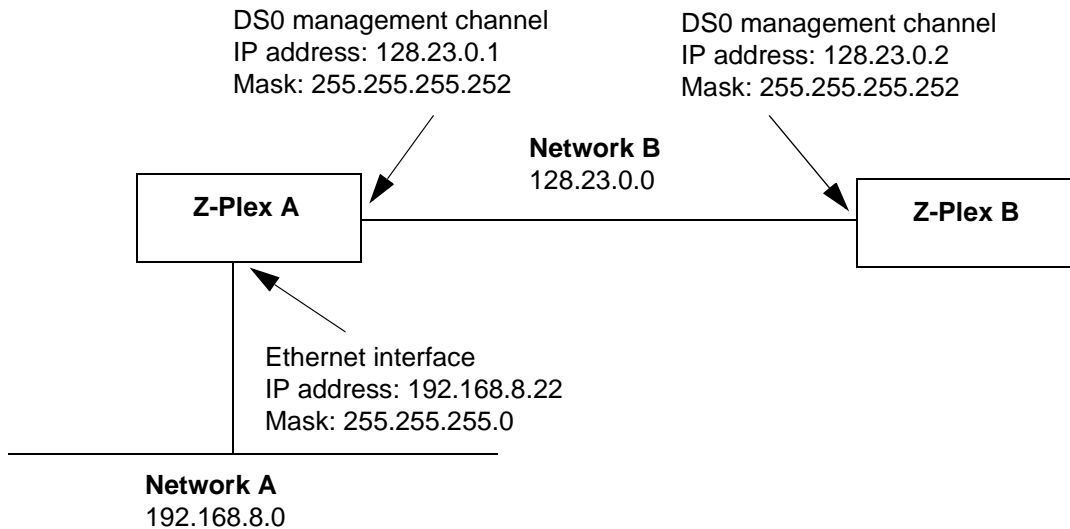 DS0 management channel
IP address: 128.23.0.1
Mask: 255.255.255.252
DS0 management channel
IP address: 128.23.0.2
Mask: 255.255.255.252
Network B
128.23.0.0
Z-Plex A
Z-Plex B
Ethernet interface
IP address: 192.168.8.22
Mask: 255.255.255.0
Network A
192.168.8.0